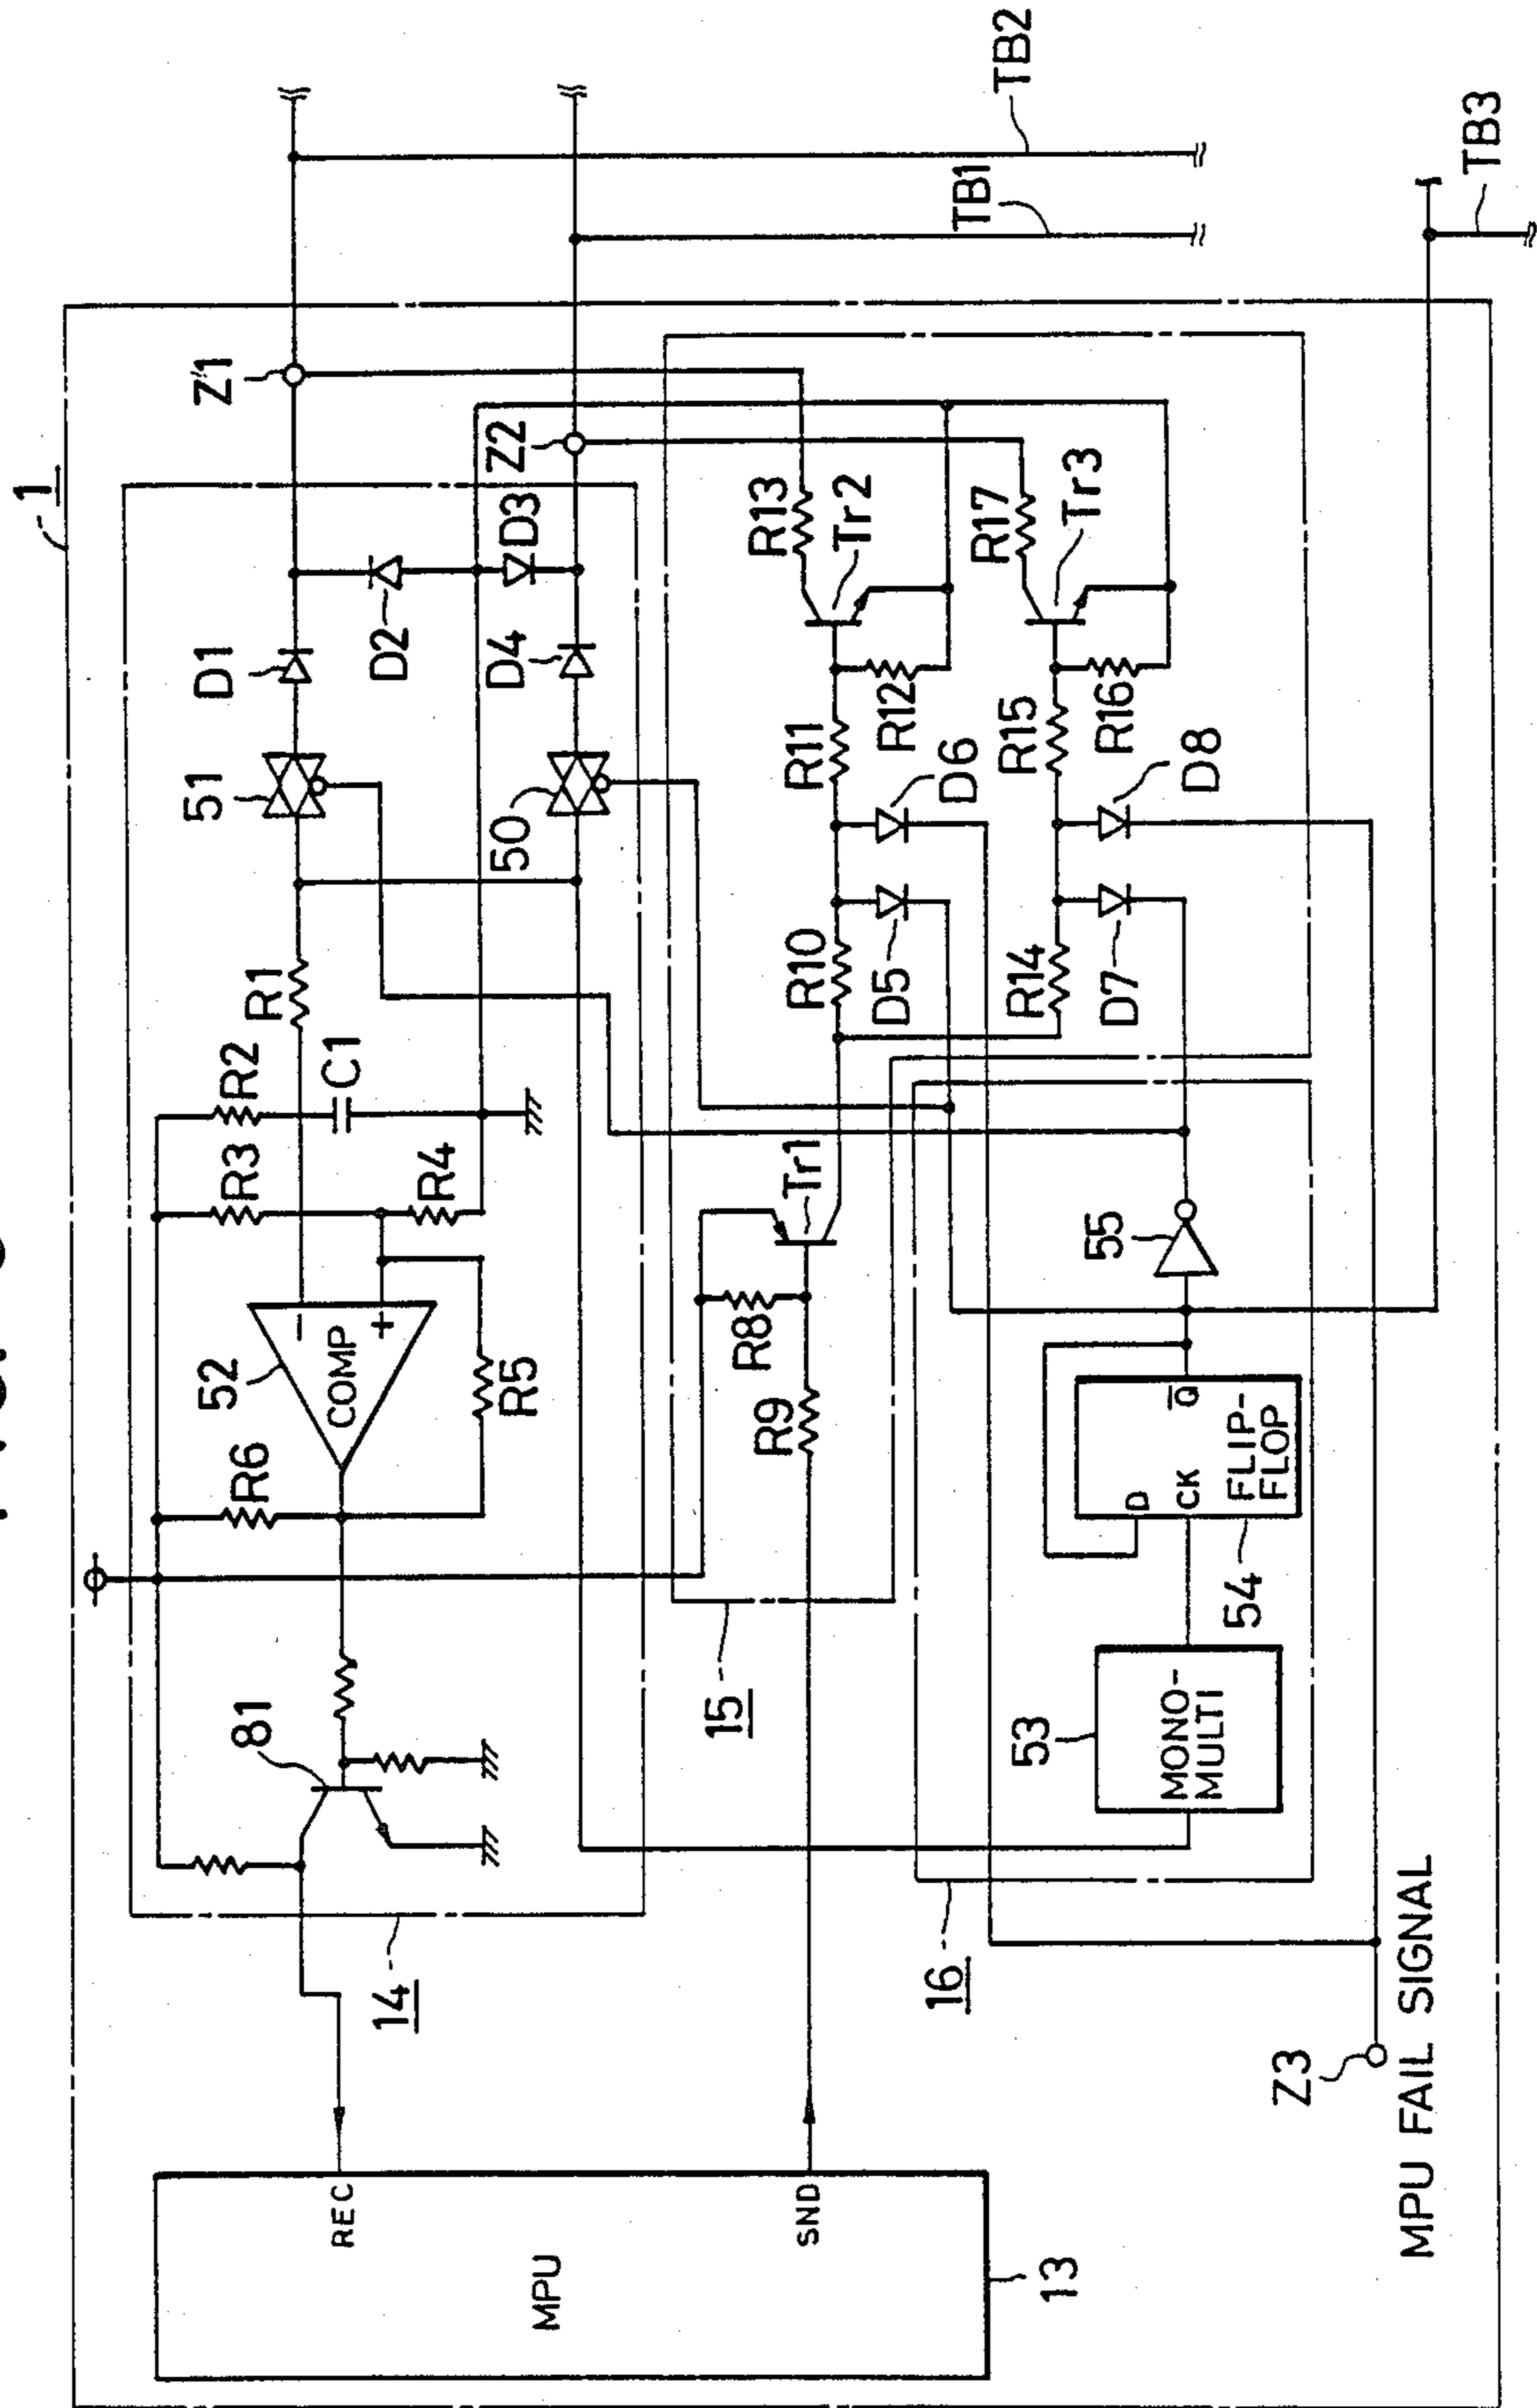 1
Z1
TB2
D1
51
R1
R2
R3
C1
D2
Z2
D3
TB1
D4
50
R4
52
COMP
−
+
R6
R5
81
14
REC
MPU
SND
13
R13
Tr2
R12
R11
D6
R10
D5
R17
Tr3
R16
R15
D8
R14
D7
Tr1
R8
R9
15
55
Q
D
CK
FLIP-
FLOP
54
53
MONO-
MULTI
16
TB3
Z3
MPU FAIL SIGNAL